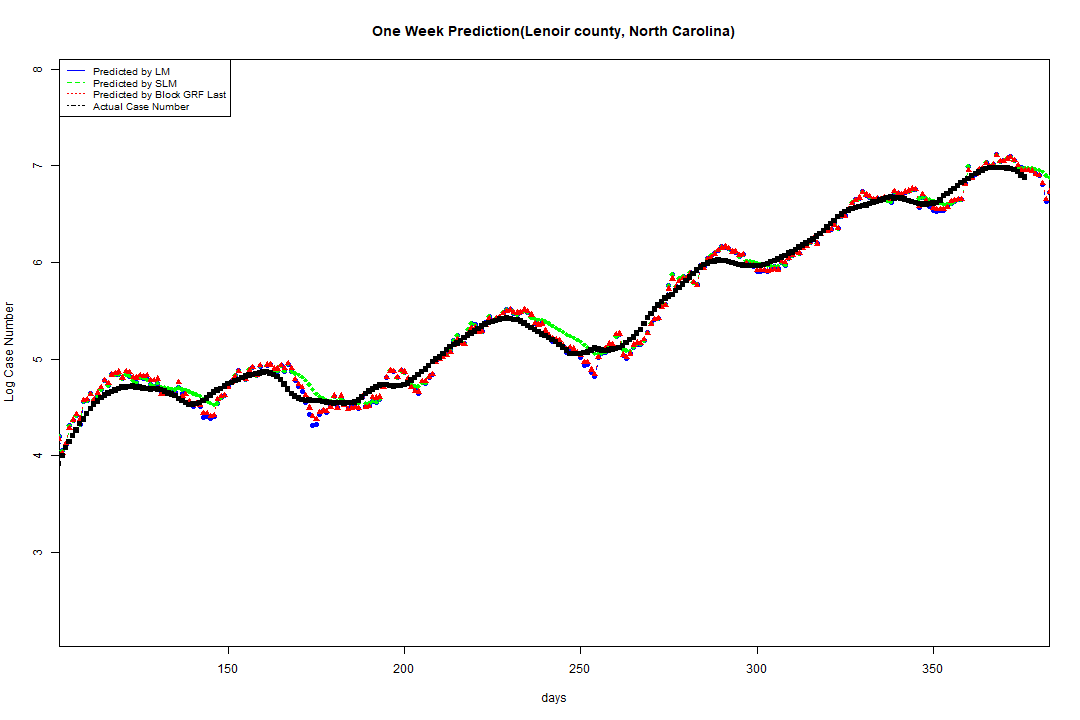 One Week Prediction(Lenoir county, North Carolina)
Predicted by LM
Predicted by SLM
Predicted by Block GRF Last
Actual Case Number
8
7
6
5
4
3
Log Case Number
150
200
250
300
350
days